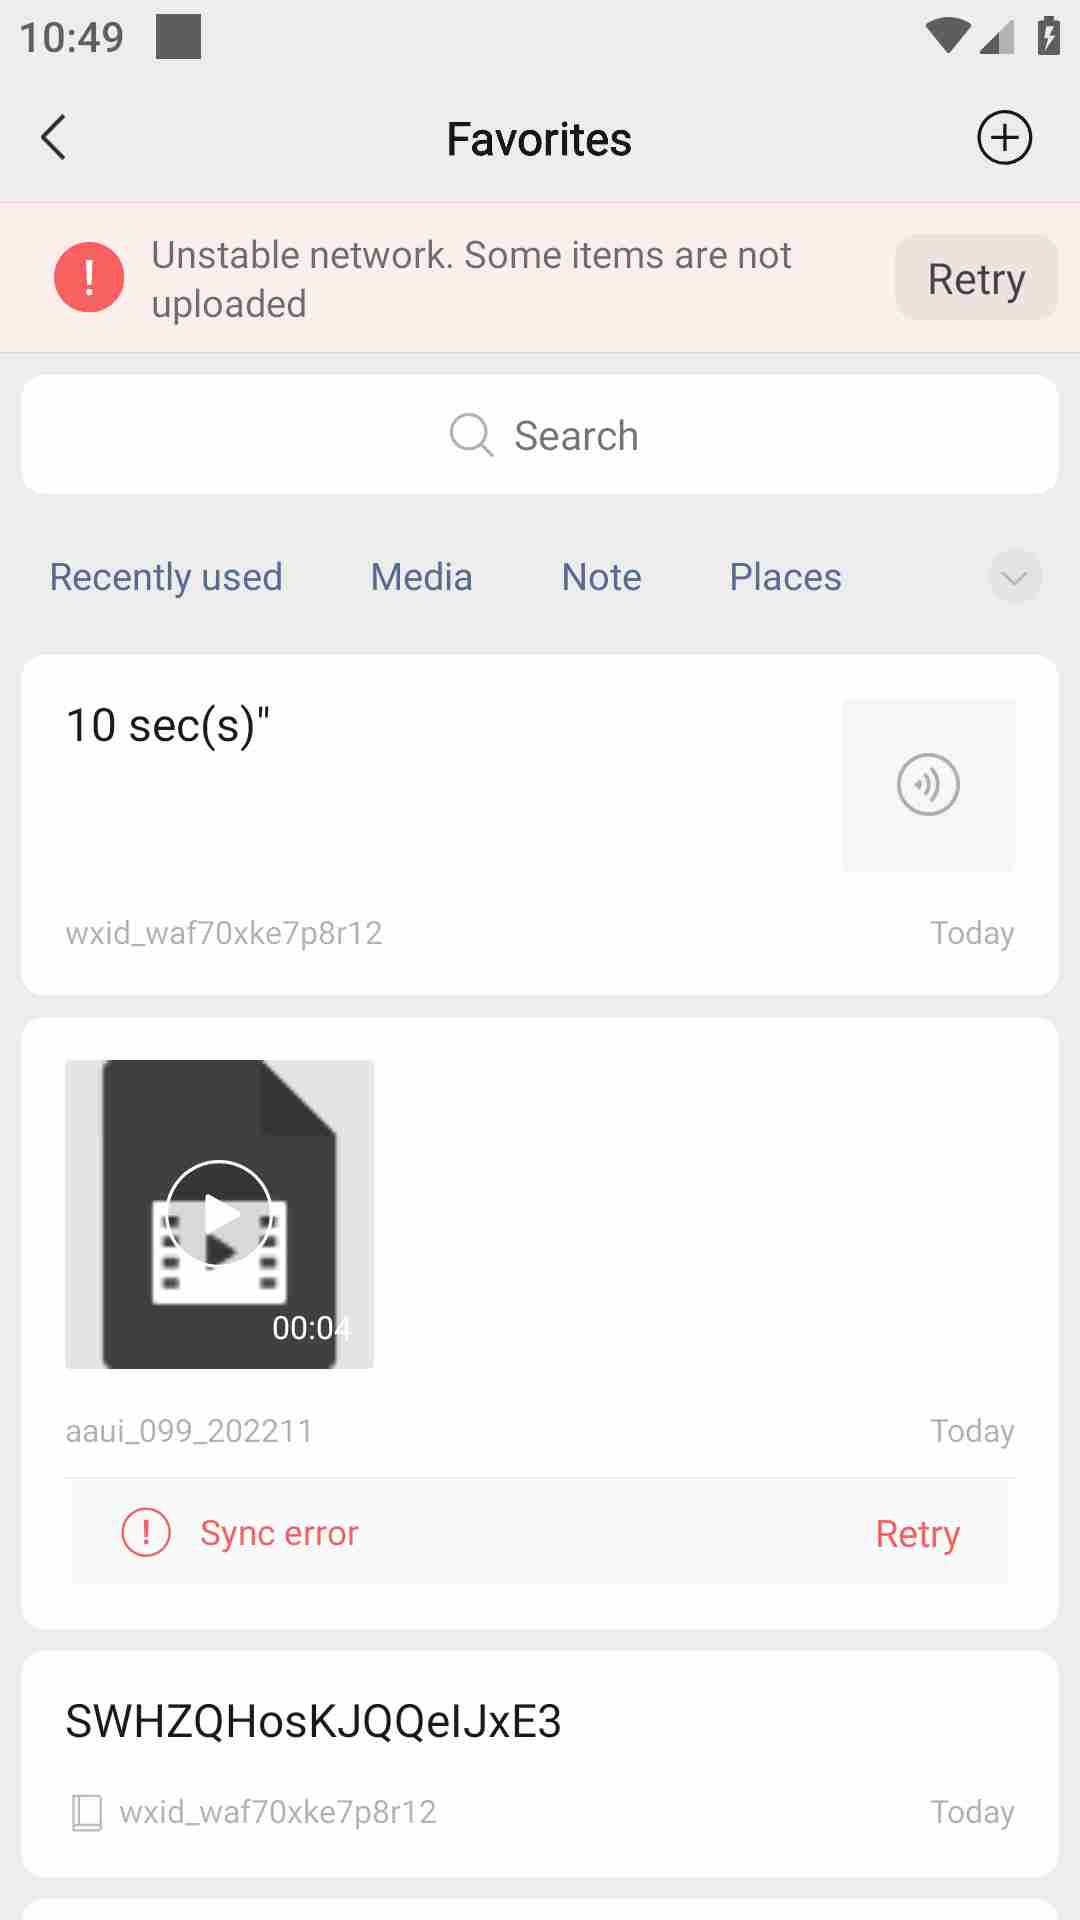 10:49
Favorites
Unstable network. Some items are not
uploaded
Retry
Search
Recently used
Media
Note
Places
10 sec(s)"
wxid_waf70xke7p8r12
Today
00:04
aaui_099_202211
Today
Sync error
Retry
SWHZQHosKJQQeIJxE3
wxid_waf70xke7p8r12
Today